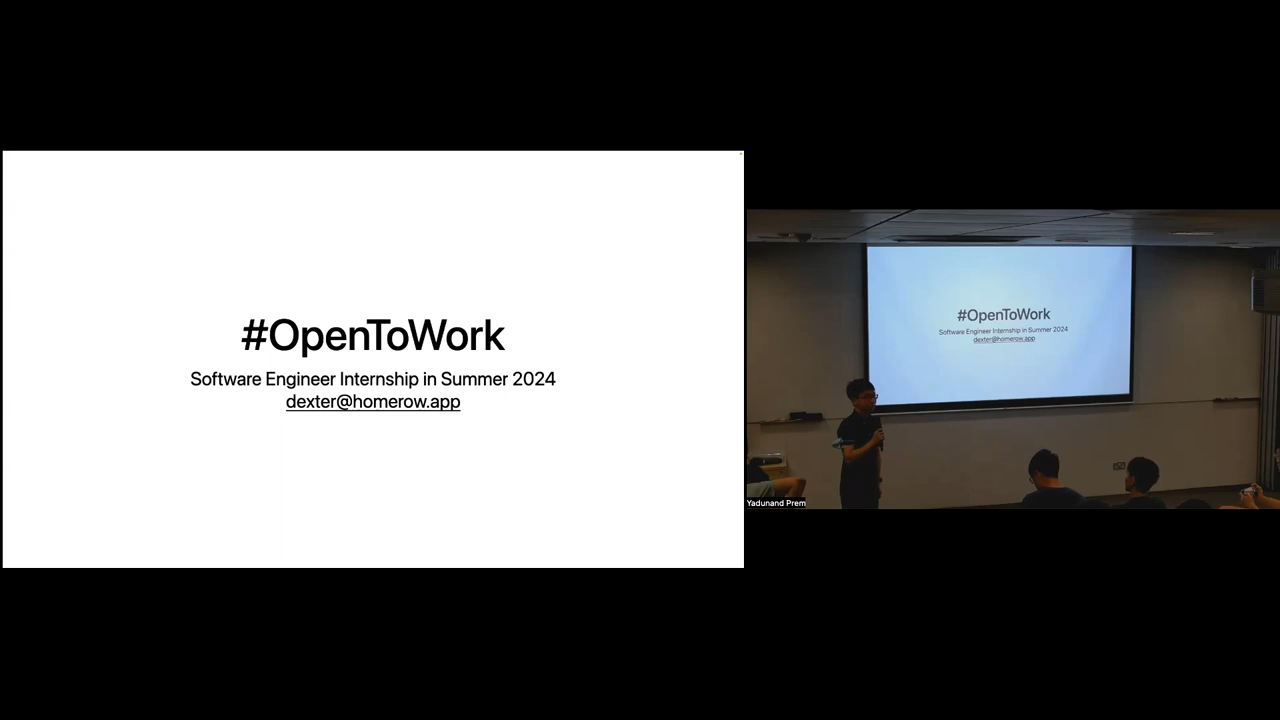 #OpenToWork
Software Engineer Internship in Summer 2024
dexter@homerow.app
#OpenToWork
Software Engineer Internship in Summer 2024
dexter@homerow.app
Yadunand Prem